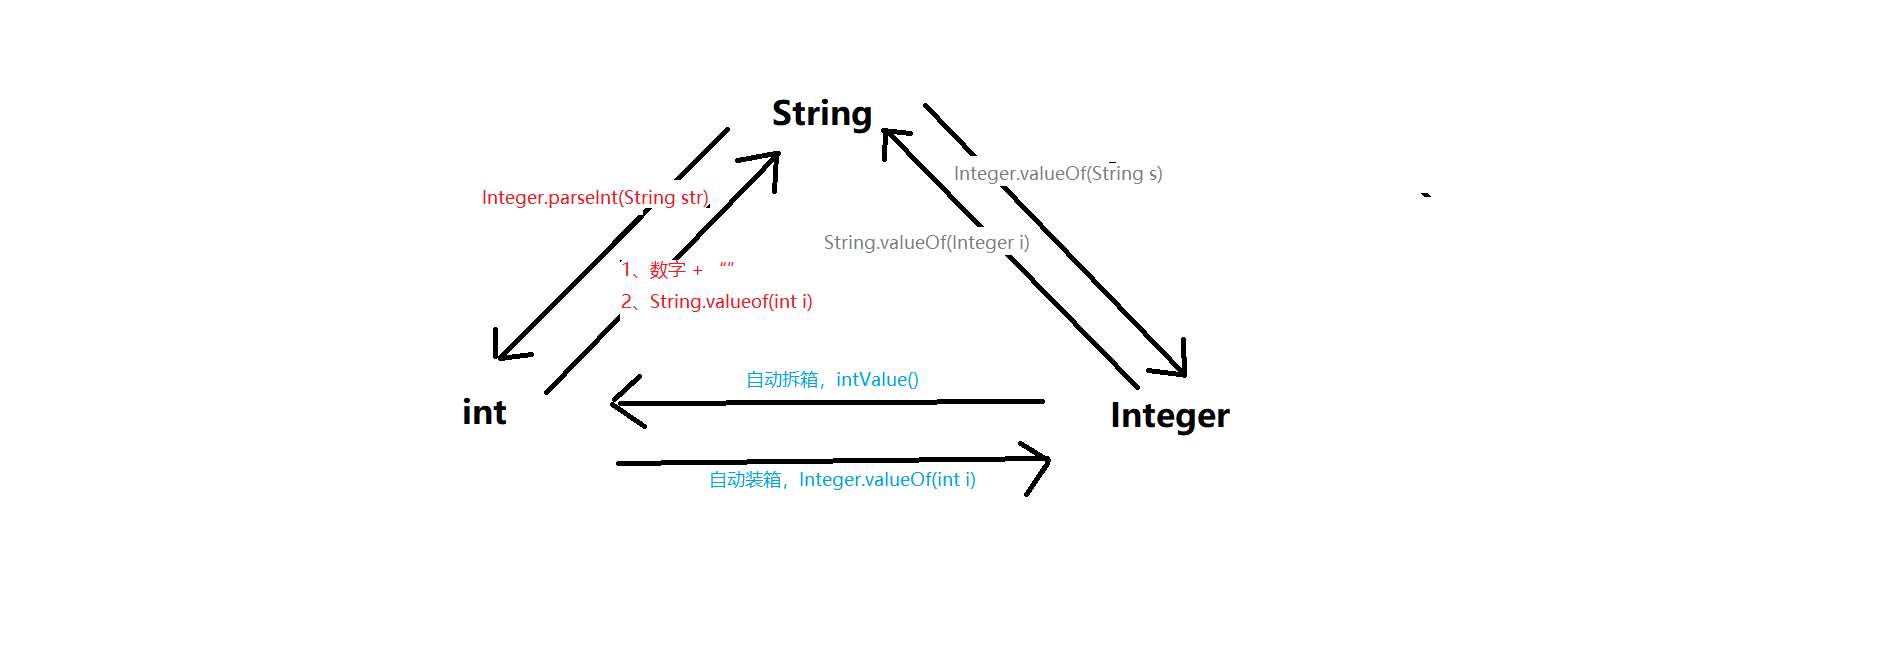 String
Integer.valueOf(String s)
Integer.parseInt(String str)
String.valueOf(Integer i)
1、数字 + “”
2、String.valueof(int i)
自动拆箱，intValue()
int
Integer
自动装箱，Integer.valueOf(int i)